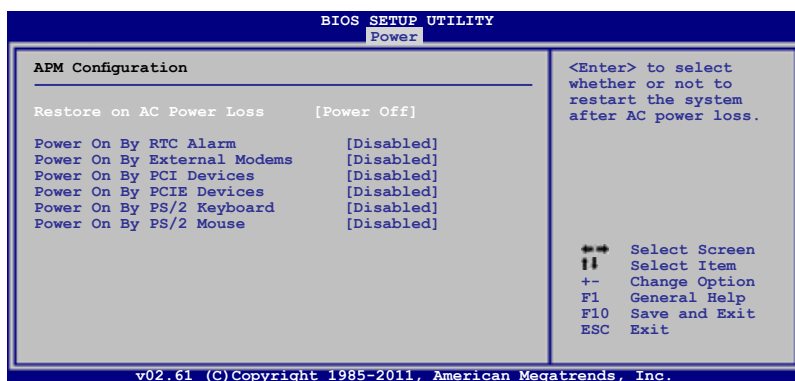 BIOS SETUP UTILITY
Power
APM Configuration
Restore on AC Power Loss [Power Off]
Power On By RTC Alarm [Disabled]
Power On By External Modems [Disabled]
Power On By PCI Devices [Disabled]
Power On By PCIE Devices [Disabled]
Power On By PS/2 Keyboard [Disabled]
Power On By PS/2 Mouse [Disabled]
<Enter> to select
whether or not to
restart the system
after AC power loss.
Select Screen
Select Item
+- Change Option
F1 General Help
F10 Save and Exit
ESC Exit
v02.61 (C)Copyright 1985-2011, American Megatrends, Inc.